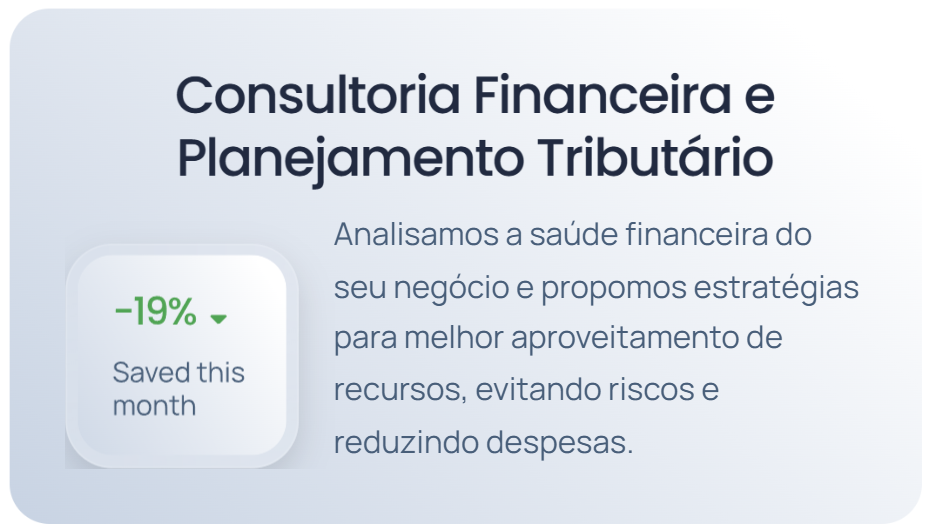 Consultoria Financeira e
Planejamento Tributário
Analisamos a saúde financeira do
seu negócio e propomos estratégias
para melhor aproveitamento de
recursos, evitando riscos e
reduzindo despesas.
-19%
Saved this
month